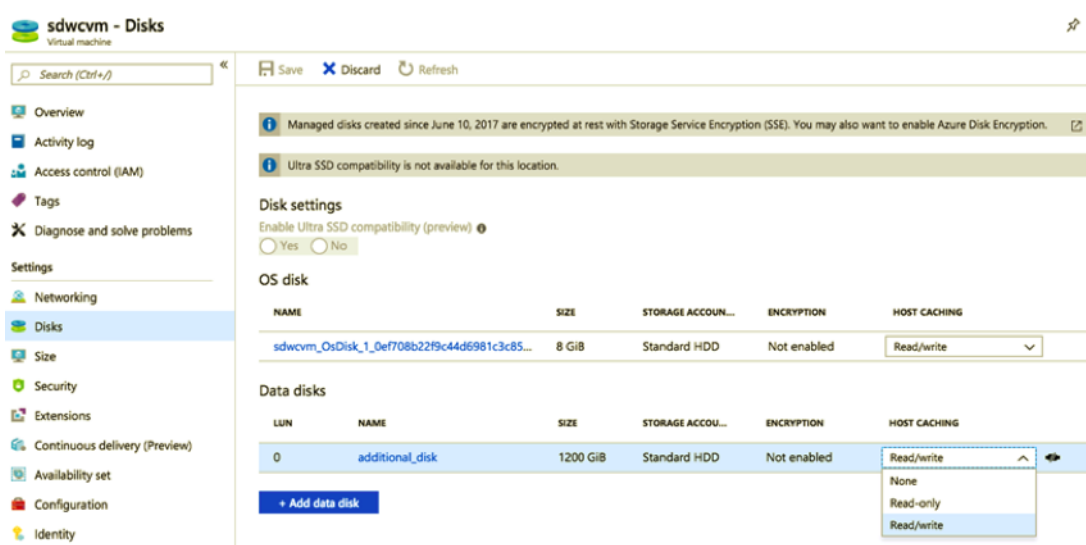 sdwcvm - Disks
Virtual machine
Search (Ctrl+/)
«
Overview
Activity log
Access control (IAM)
Tags
Diagnose and solve problems
Settings
Networking
Disks
Size
Security
Extensions
Continuous delivery (Preview)
Availability set
Configuration
Identity
Save Discard Refresh
Managed disks created since June 10, 2017 are encrypted at rest with Storage Service Encryption (SSE). You may also want to enable Azure Disk Encryption.
Ultra SSD compatibility is not available for this location.
Disk settings
Enable Ultra SSD compatibility (preview)
Yes No
OS disk
NAME SIZE STORAGE ACCOUN... ENCRYPTION HOST CACHING
sdwcvm_OsDisk_1_0ef708b22f9c44d6981c3c85... 8 GiB Standard HDD Not enabled Read/write
Data disks
LUN NAME SIZE STORAGE ACCOU... ENCRYPTION HOST CACHING
0 additional_disk 1200 GiB Standard HDD Not enabled Read/write
None
Read-only
Read/write
+ Add data disk